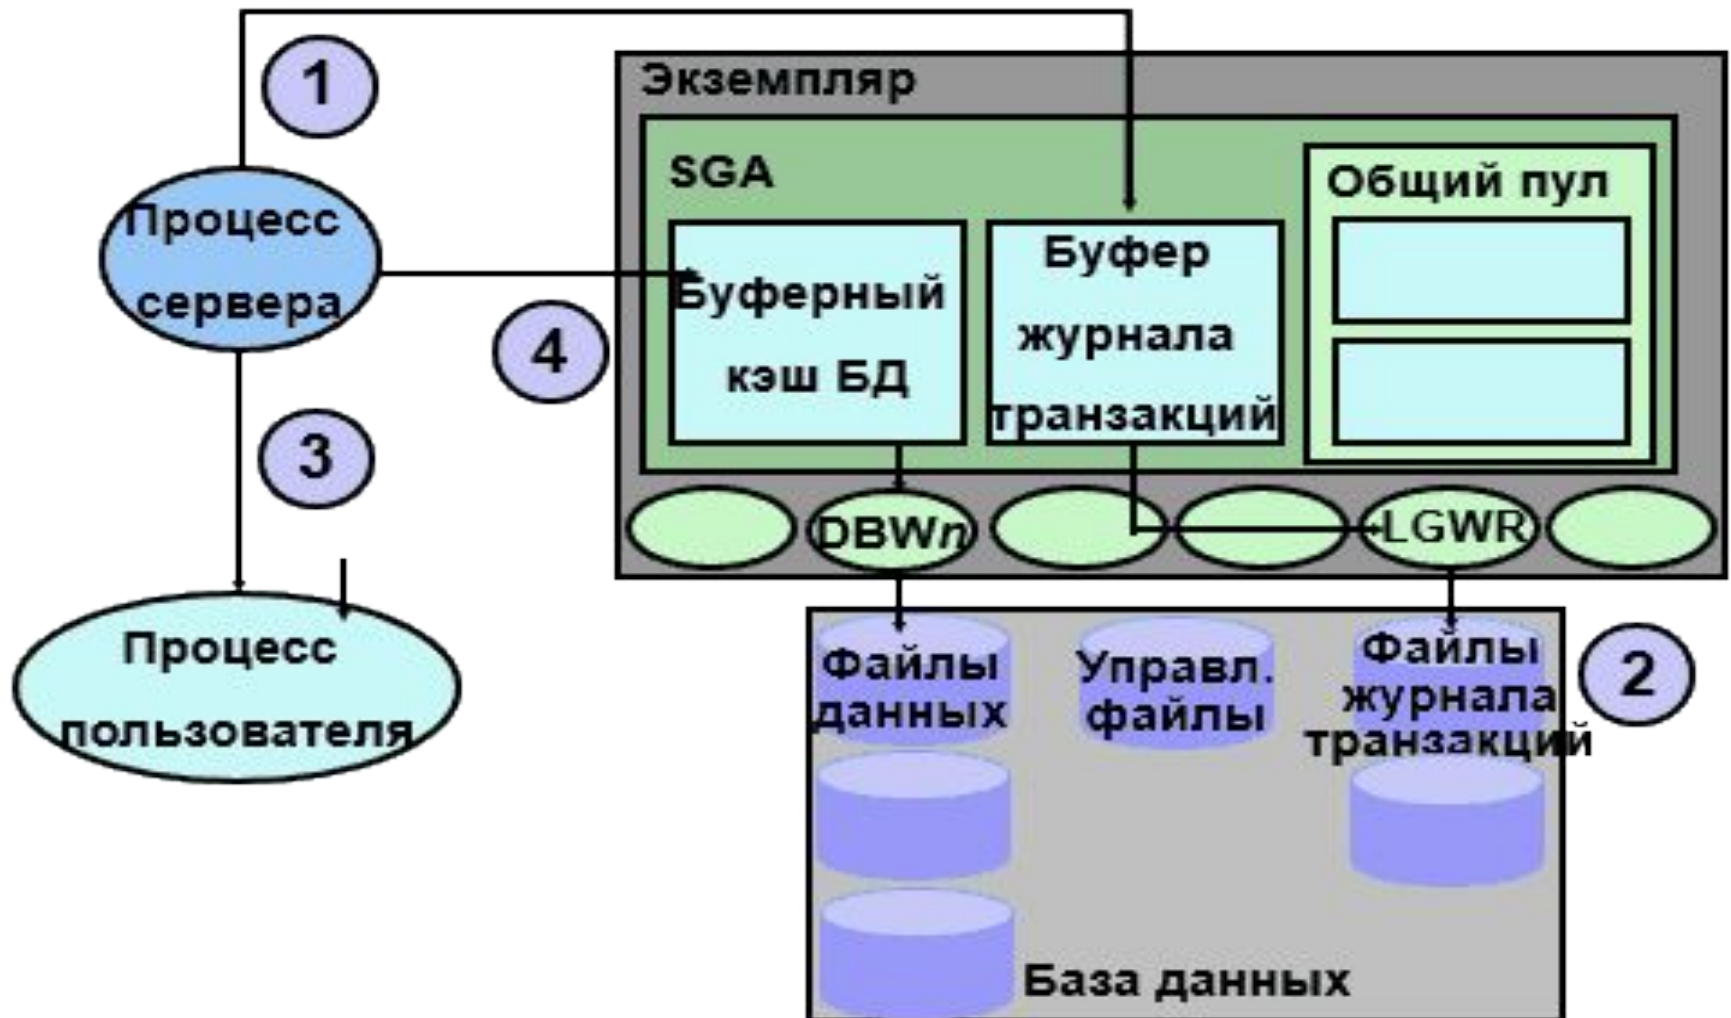 1
Экземпляр
SGA
Общий пул
Процесс
сервера
Буферный
кэш БД
Буфер
журнала
транзакций
4
3
DBWn
LGWR
Процесс
пользователя
Файлы
данных
Управл.
файлы
Файлы
журнала
транзакций
2
База данных